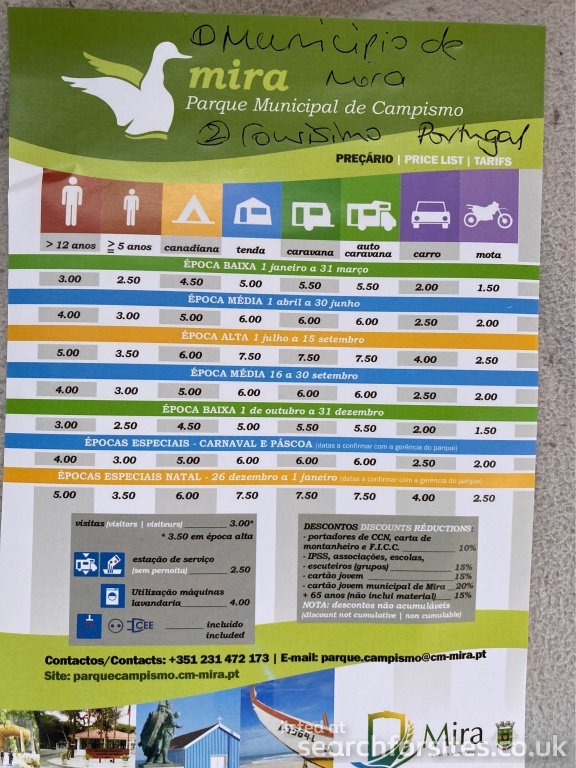 ① Município de
mira Mora
Parque Municipal de Campismo
② Tourisimo Portugal
PREÇÁRIO | PRICE LIST | TARIFS
> 12 anos ≥ 5 anos canadiana tenda caravana auto caravana carro mota
ÉPOCA BAIXA 1 janeiro a 31 março
3.00 2.50 4.50 5.00 5.50 5.50 2.00 1.50
ÉPOCA MÉDIA 1 abril a 30 junho
4.00 3.00 5.00 6.00 6.00 6.00 2.50 2.00
ÉPOCA ALTA 1 julho a 15 setembro
5.00 3.50 6.00 7.50 7.50 7.50 4.00 2.50
ÉPOCA MÉDIA 16 a 30 setembro
4.00 3.00 5.00 6.00 6.00 6.00 2.50 2.00
ÉPOCA BAIXA 1 de outubro a 31 dezembro
3.00 2.50 4.50 5.00 5.50 5.50 2.00 1.50
ÉPOCAS ESPECIAIS - CARNAVAL E PÁSCOA (datas a confirmar com a gerência do parque)
4.00 3.00 5.00 6.00 6.00 6.00 2.50 2.00
ÉPOCAS ESPECIAIS NATAL - 26 dezembro a 1 janeiro (datas a confirmar com a gerência do parque)
5.00 3.50 6.00 7.50 7.50 7.50 4.00 2.50
visitas (visitors | visiteurs) 3.00*
* 3.50 em época alta
estação de serviço
(sem pernoita) 2.50
Utilização máquinas
lavandaria 4.00
CEE incluído
included
DESCONTOS DISCOUNTS RÉDUCTIONS:
- portadores de CCN, carta de
montanheiro e F.I.C.C. 10%
- IPSS, associações, escolas,
- escuteiros (grupos) 15%
- cartão jovem 15%
- cartão jovem municipal de Mira 20%
+ 65 anos (não inclui material) 15%
NOTA: descontos não acumuláveis
(discount not cumulative | non cumulable)
Contactos/Contacts: +351 231 472 173 | E-mail: parque.campismo@cm-mira.pt
Site: parquecampismo.cm-mira.pt
Mira
listed at
searchforsites.co.uk